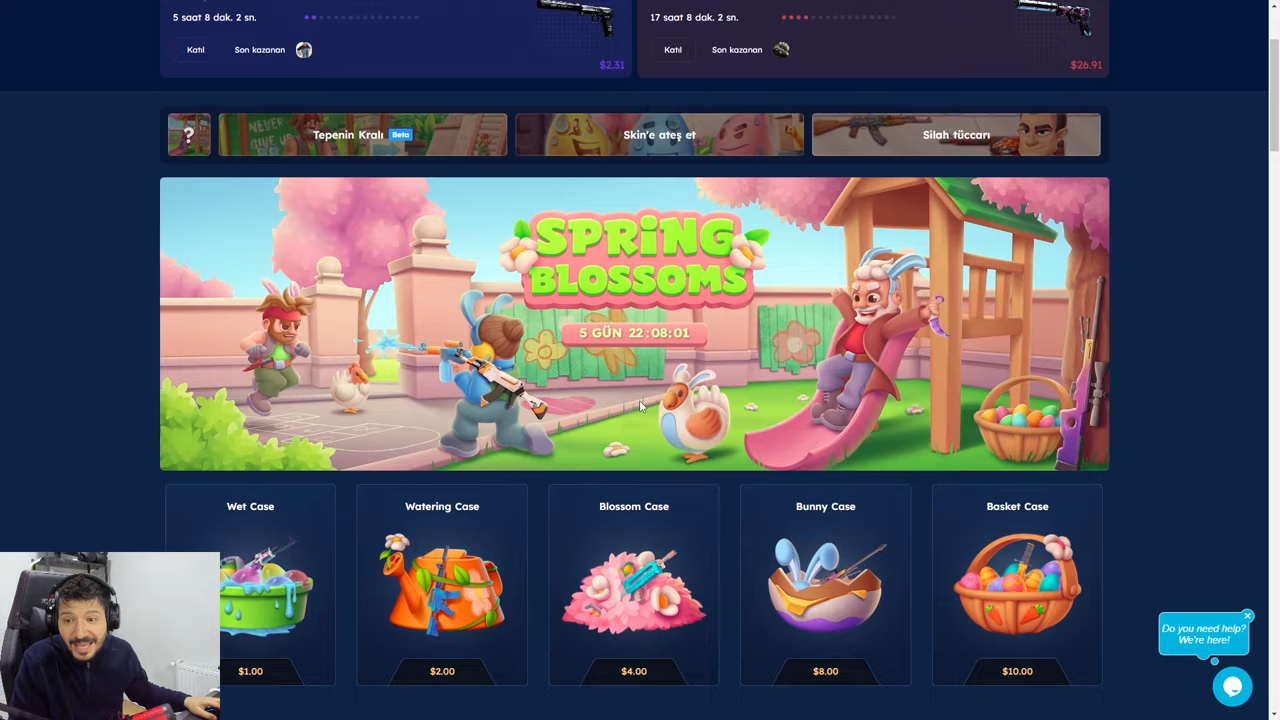 5 saat 8 dak. 2 sn.
17 saat 8 dak. 2 sn.
Katıl
Son kazanan
$2.31
Katıl
Son kazanan
$26.91
?
NEVER GIVE UP
Tepenin Kralı Beta
Skin'e ateş et
Silah tüccarı
SPRiNG
BLOSSOMS
5 GÜN 22:08:01
Wet Case
Watering Case
Blossom Case
Bunny Case
Basket Case
$1.00
$2.00
$4.00
$8.00
$10.00
Do you need help?
We're here!